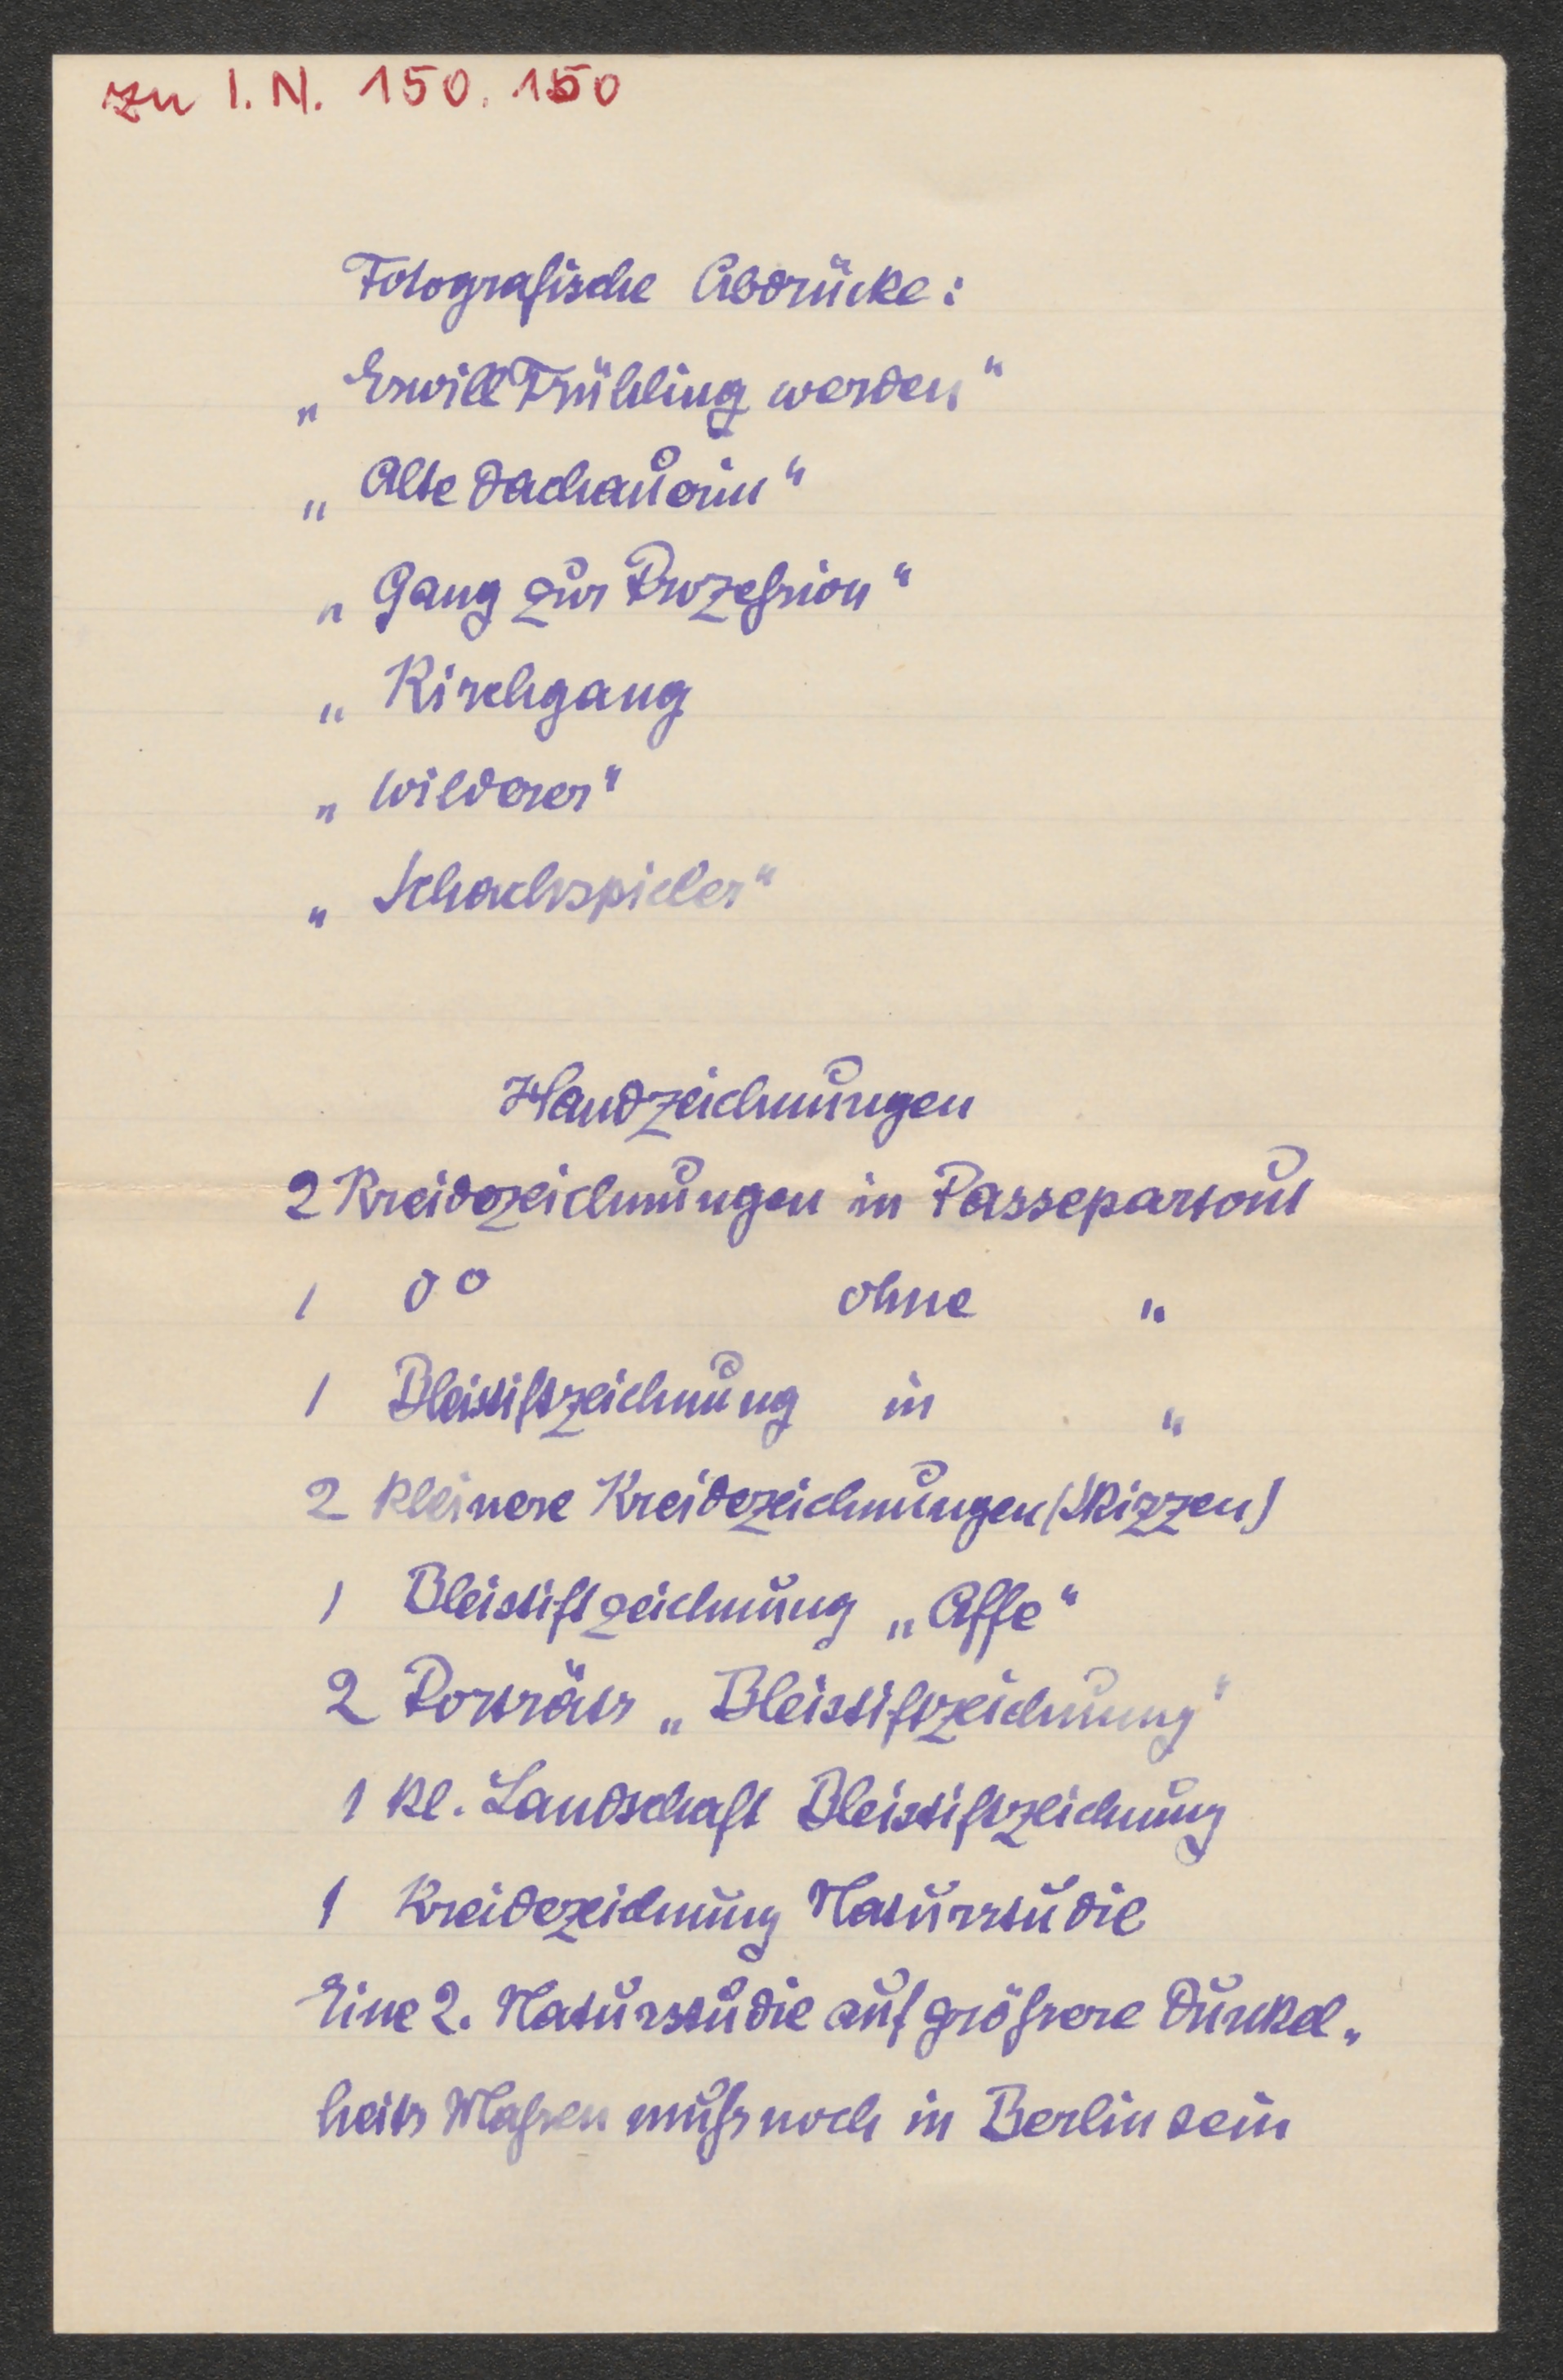 zu I.N. 150.150
Fotografische Abdrücke:
„Es will Frühling werden“
„Alte Dachauerin“
„Gang zur Prozeßion“
„Kirchgang
„Wilderer“
„Schachspieler“
Handzeichnungen
2 Kreidezeichnungen in Passepartout
1 do ohne "
1 Bleistiftzeichnung in "
2 kleinere Kreidezeichnungen (Skizzen)
1 Bleistiftzeichnung „Affe“
2 Porträts „Bleistiftzeichnung“
1 kl. Landschaft Bleistiftzeichnung
1 Kreidezeichnung Naturstudie
Eine 2. Naturstudie auf größere Dunkel„
heits Maßen muß noch in Berlin sein